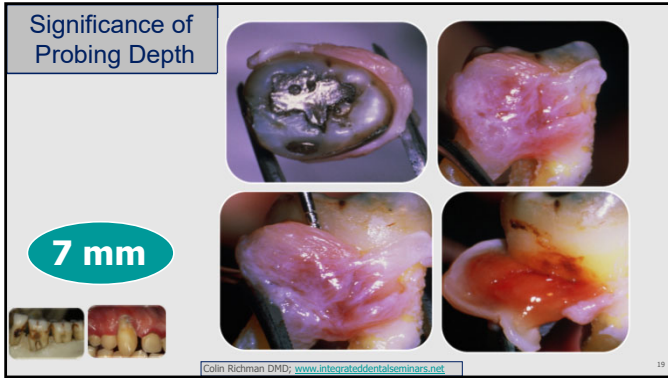 Significance of
Probing Depth
7 mm
Colin Richman DMD; www.integrateddentalseminars.net
19